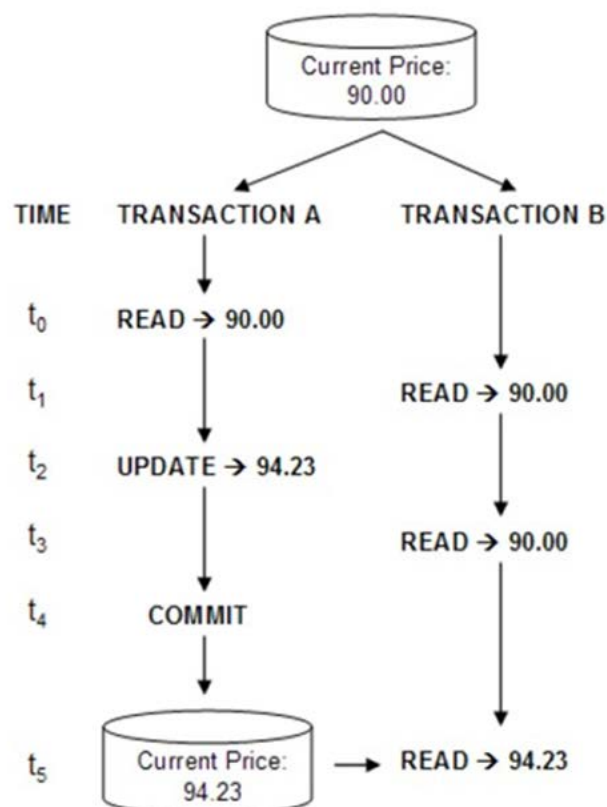 Current Price:
90.00
TIME TRANSACTION A TRANSACTION B
t₀ READ → 90.00
t₁ READ → 90.00
t₂ UPDATE → 94.23
t₃ READ → 90.00
t₄ COMMIT
t₅ Current Price: READ → 94.23
94.23